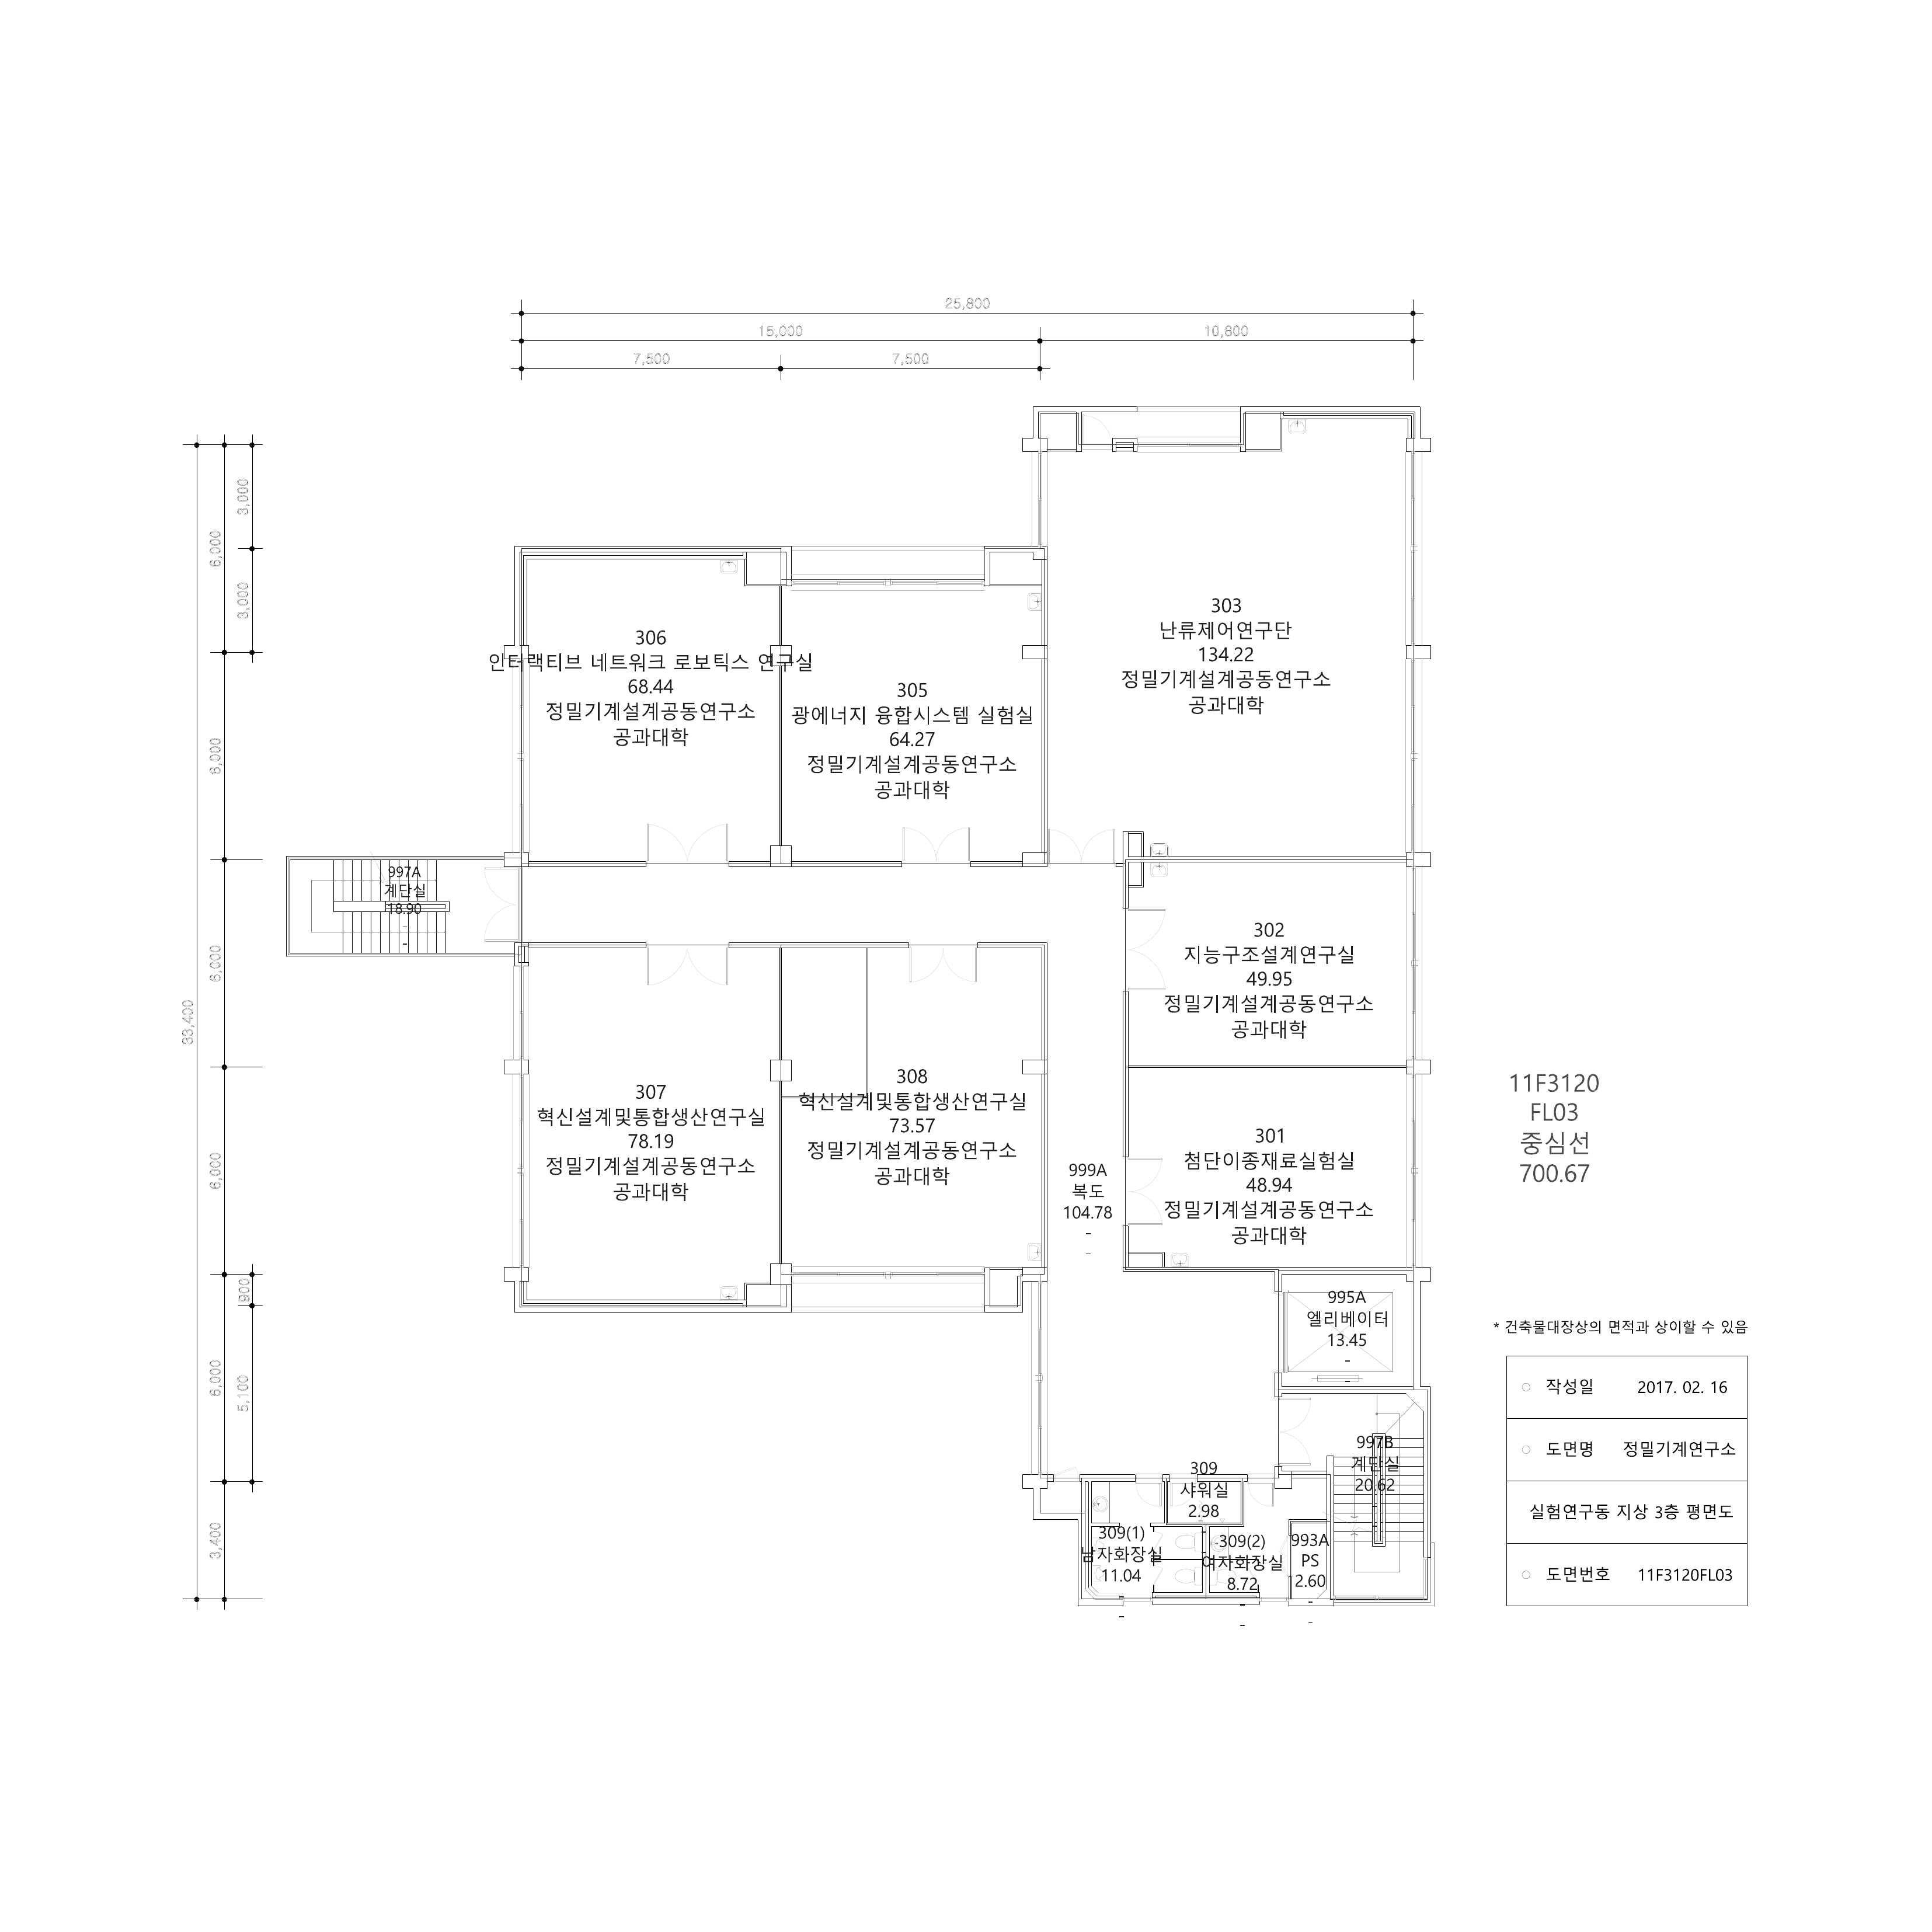 25,800
15,000
10,800
7,500
7,500
33,400
6,000
6,000
6,000
6,000
6,000
3,400
3,000
3,000
900
5,100
303
난류제어연구단
134.22
정밀기계설계공동연구소
공과대학
306
인터랙티브 네트워크 로보틱스 연구실
68.44
정밀기계설계공동연구소
공과대학
305
광에너지 융합시스템 실험실
64.27
정밀기계설계공동연구소
공과대학
997A
계단실
18.90
-
-
302
지능구조설계연구실
49.95
정밀기계설계공동연구소
공과대학
307
혁신설계및통합생산연구실
78.19
정밀기계설계공동연구소
공과대학
308
혁신설계및통합생산연구실
73.57
정밀기계설계공동연구소
공과대학
999A
복도
104.78
-
-
301
첨단이종재료실험실
48.94
정밀기계설계공동연구소
공과대학
995A
엘리베이터
13.45
-
-
997B
계단실
20.62
309
샤워실
2.98
309(1)
남자화장실
11.04
-
-
309(2)
여자화장실
8.72
-
-
993A
PS
2.60
-
-
11F3120
FL03
중심선
700.67
* 건축물대장상의 면적과 상이할 수 있음
○ 작성일 2017. 02. 16
○ 도면명 정밀기계연구소
실험연구동 지상 3층 평면도
○ 도면번호 11F3120FL03